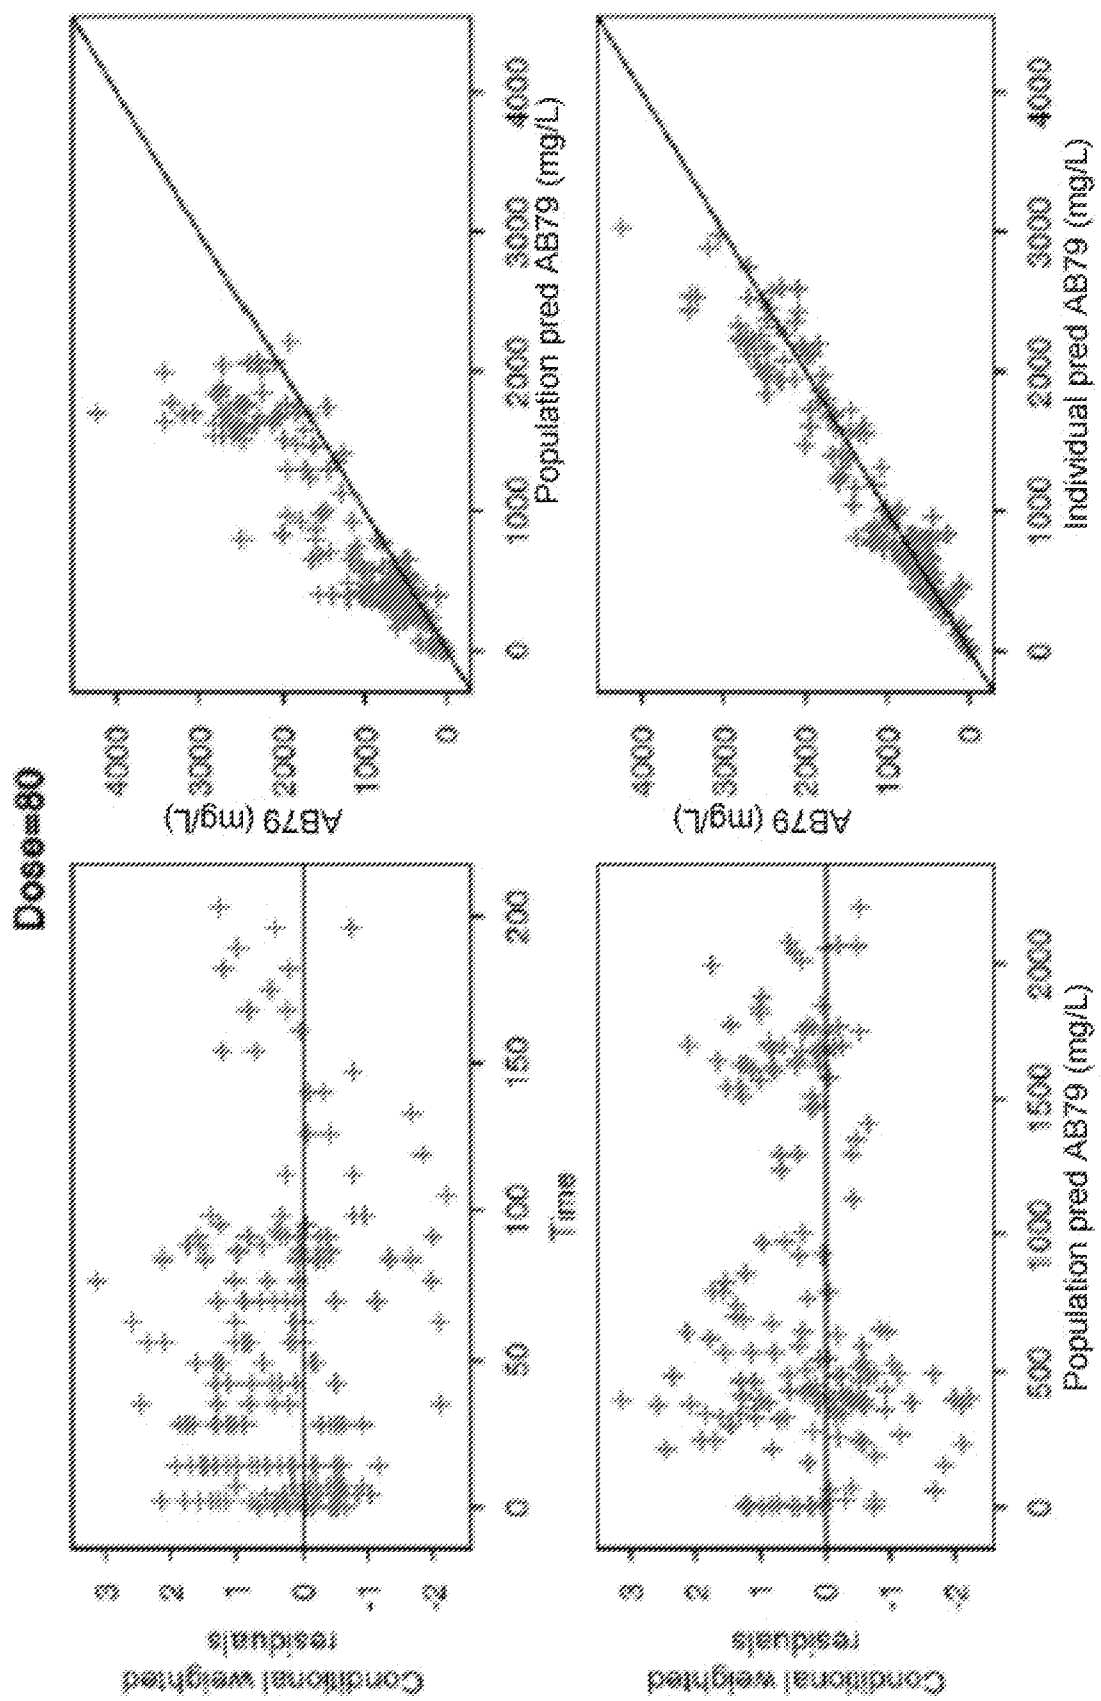 Dose=80
Conditional weighted
residuals
3
2
1
0
-1
-2
0 50 100 150 200
Time
AB79 (mg/L)
4000
3000
2000
1000
0
0 1000 2000 3000 4000
Population pred AB79 (mg/L)
Conditional weighted
residuals
3
2
1
0
-1
-2
0 500 1000 1500 2000
Population pred AB79 (mg/L)
AB79 (mg/L)
4000
3000
2000
1000
0
0 1000 2000 3000 4000
Individual pred AB79 (mg/L)